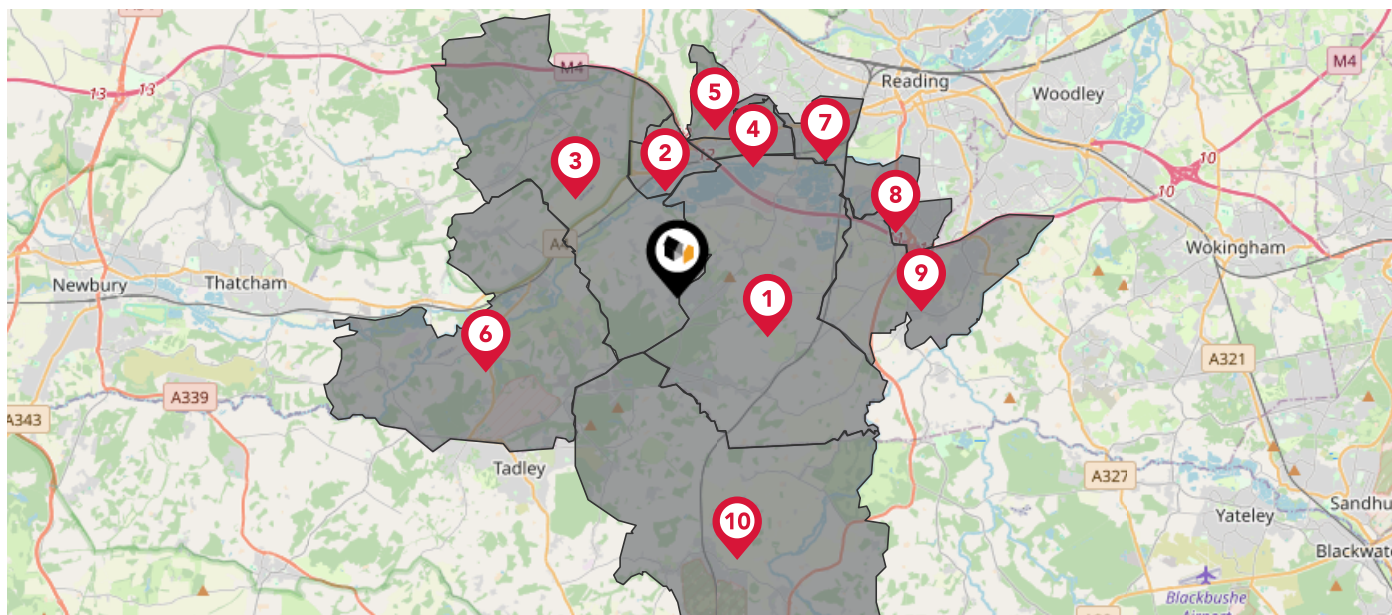 M4
Reading
M4
13
13
Woodley
5
4
7
12
10
3
2
10
8
A4
Wokingham
9
Newbury
Thatcham
1
6
A321
A339
A343
Tadley
A327
Yateley
Sandhu
10
Blackwat
Blackbushe
Airport